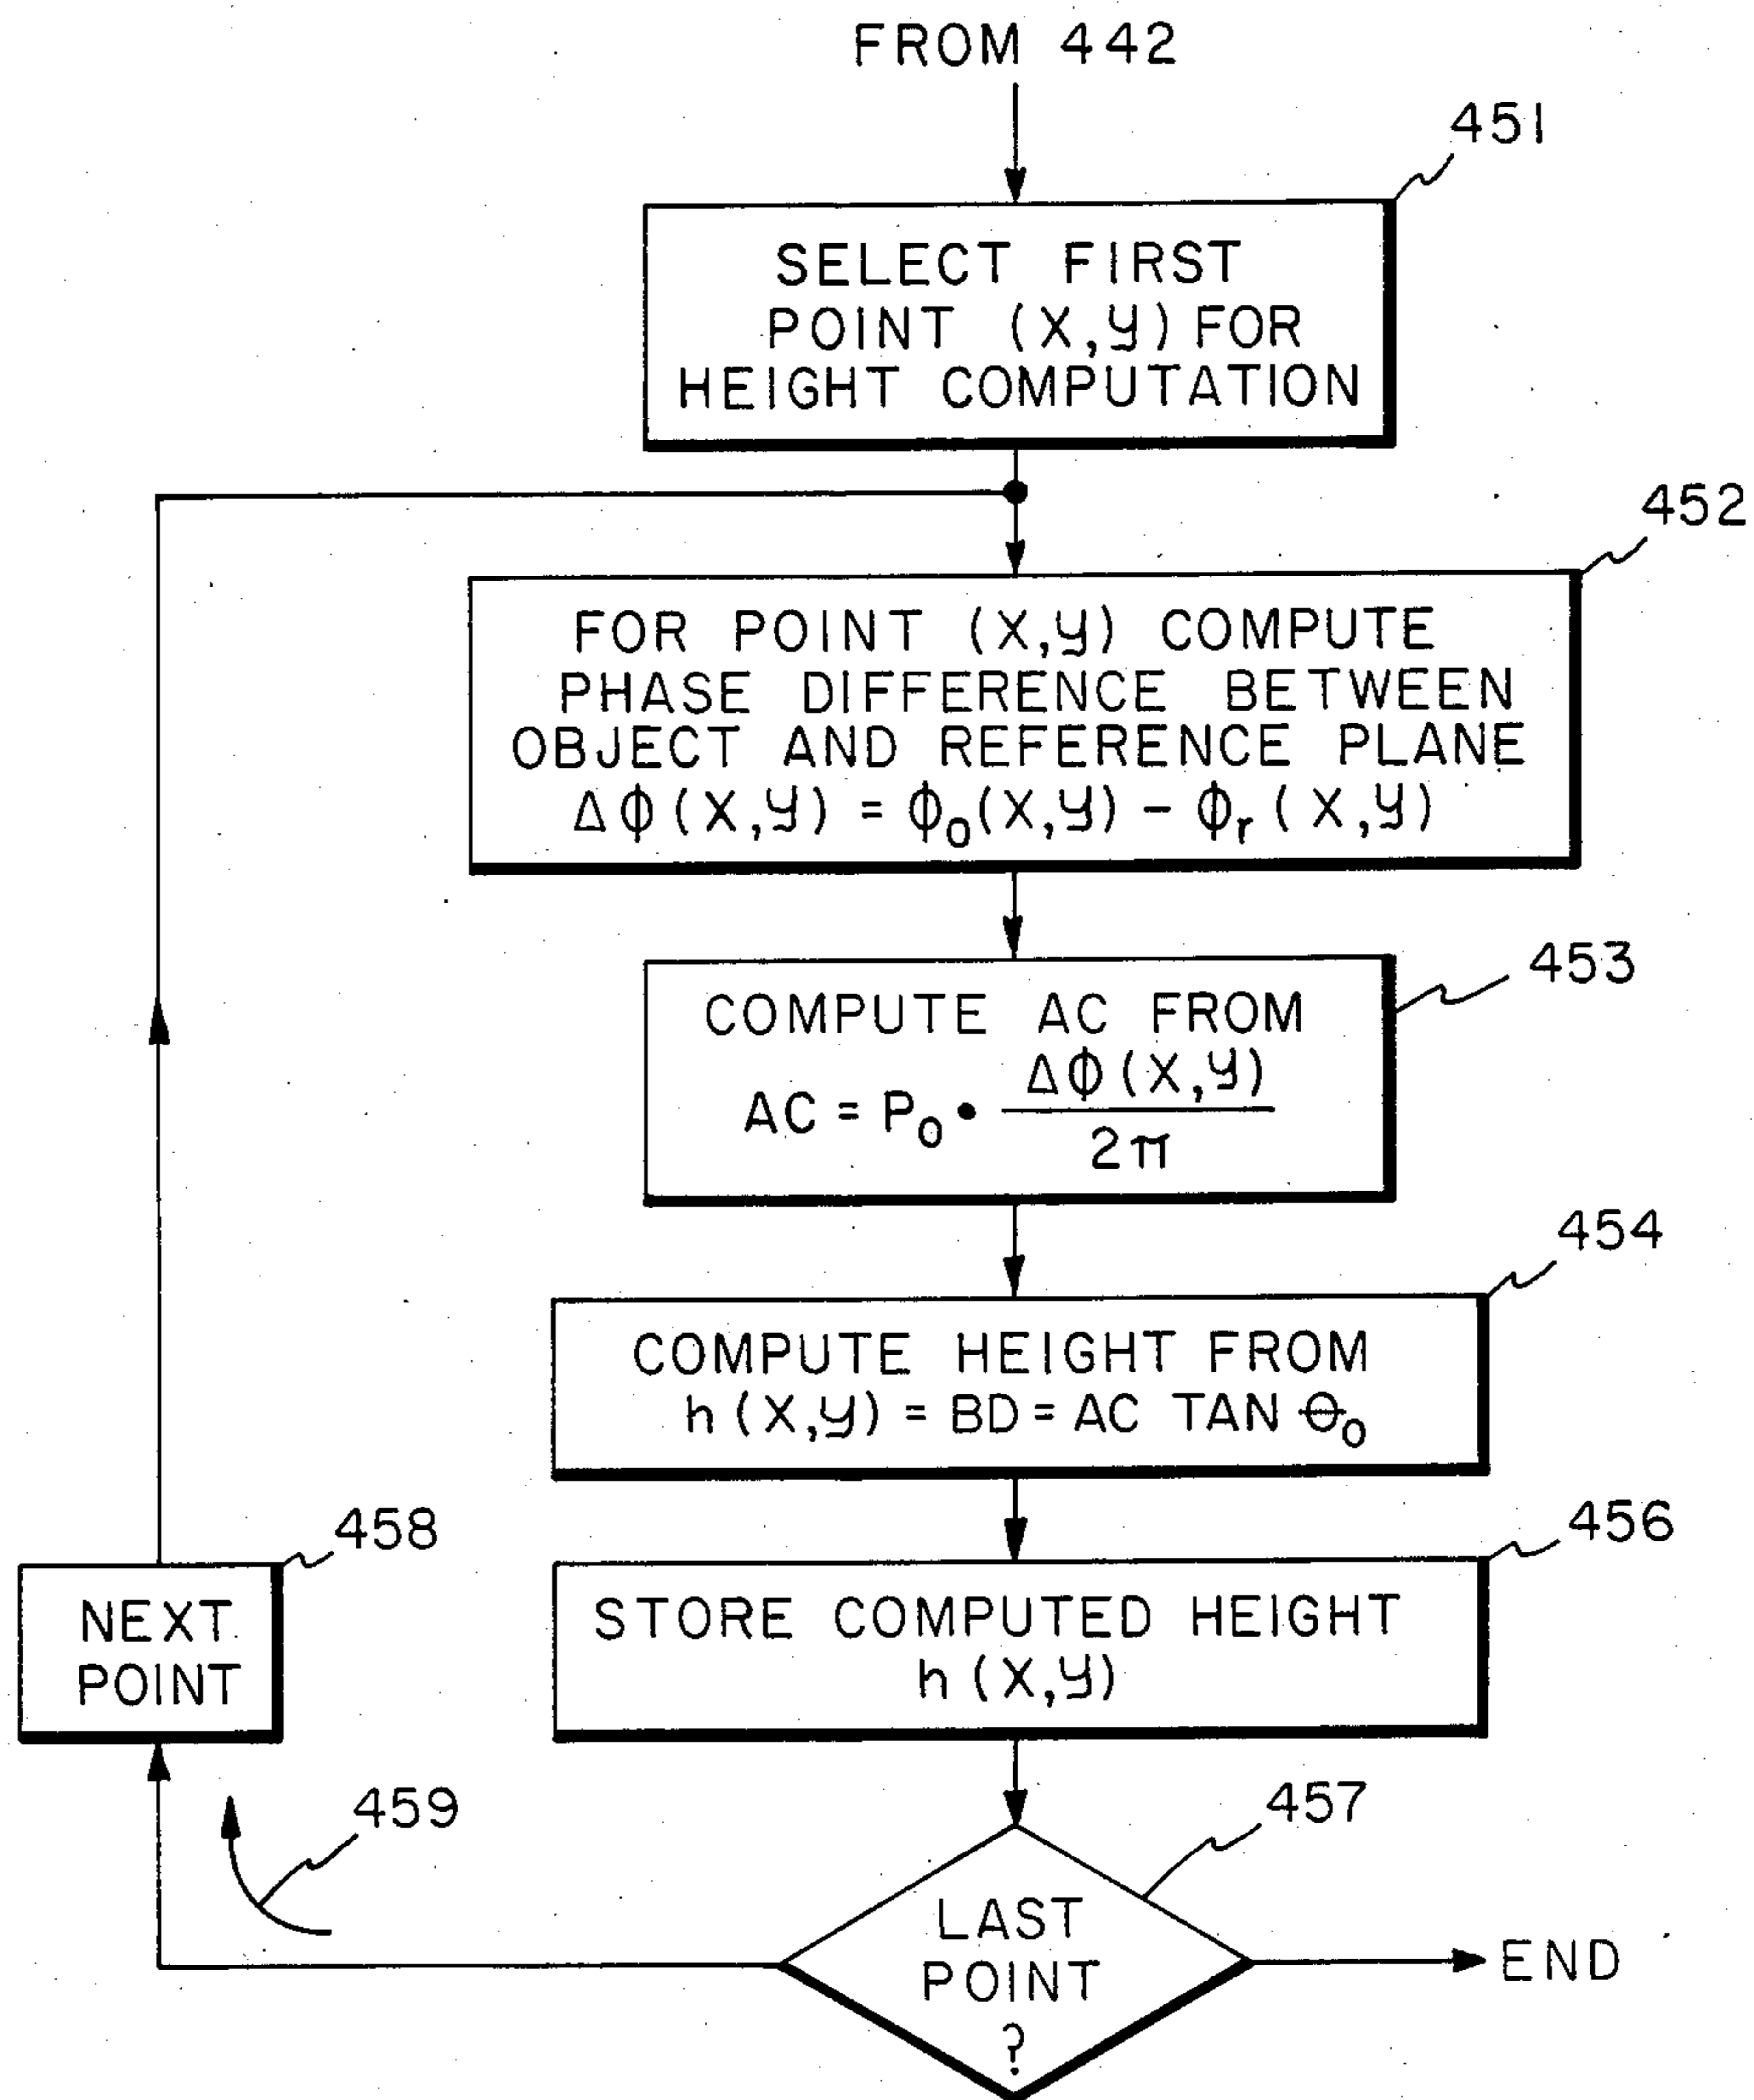 FROM 442
451
SELECT FIRST
POINT (X,Y) FOR
HEIGHT COMPUTATION
452
FOR POINT (X,Y) COMPUTE
PHASE DIFFERENCE BETWEEN
OBJECT AND REFERENCE PLANE
Δϕ(X,Y) = ϕ₀(X,Y) - ϕᵣ(X,Y)
453
COMPUTE AC FROM
AC = P₀ • Δϕ(X,Y) / 2π
454
COMPUTE HEIGHT FROM
h(X,Y) = BD = AC TAN θ₀
456
STORE COMPUTED HEIGHT
h(X,Y)
458
NEXT
POINT
459
457
LAST
POINT
?
END